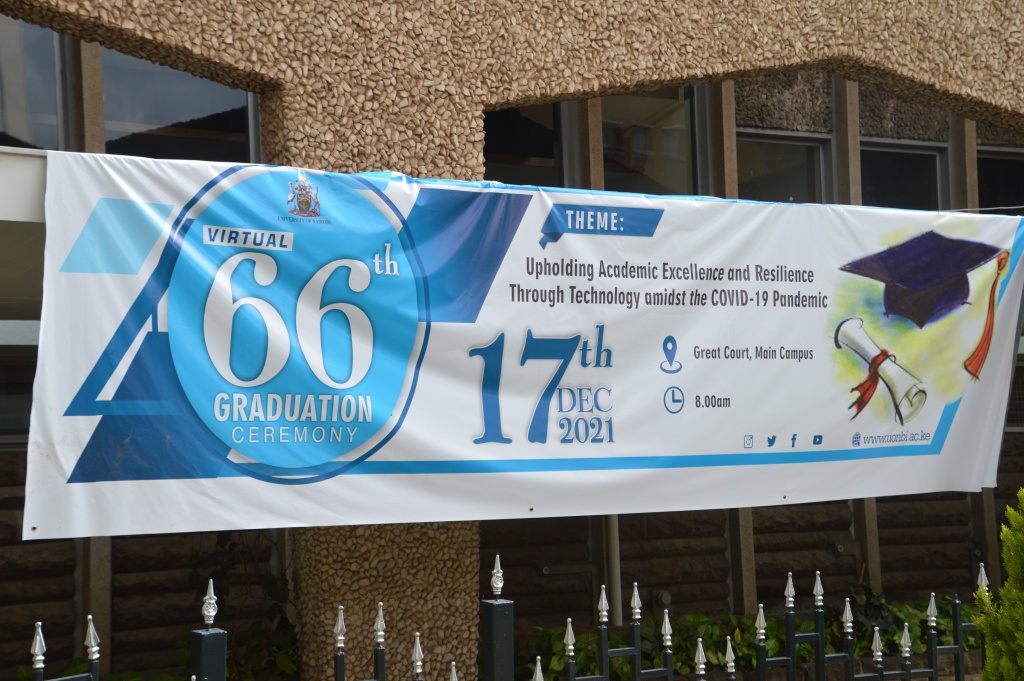 UNIVERSITY OF NAIROBI
VIRTUAL
66th
GRADUATION
CEREMONY
THEME:
Upholding Academic Excellence and Resilience
Through Technology amidst the COVID-19 Pandemic
17th
DEC
2021
Great Court, Main Campus
8.00am
www.uonbi.ac.ke